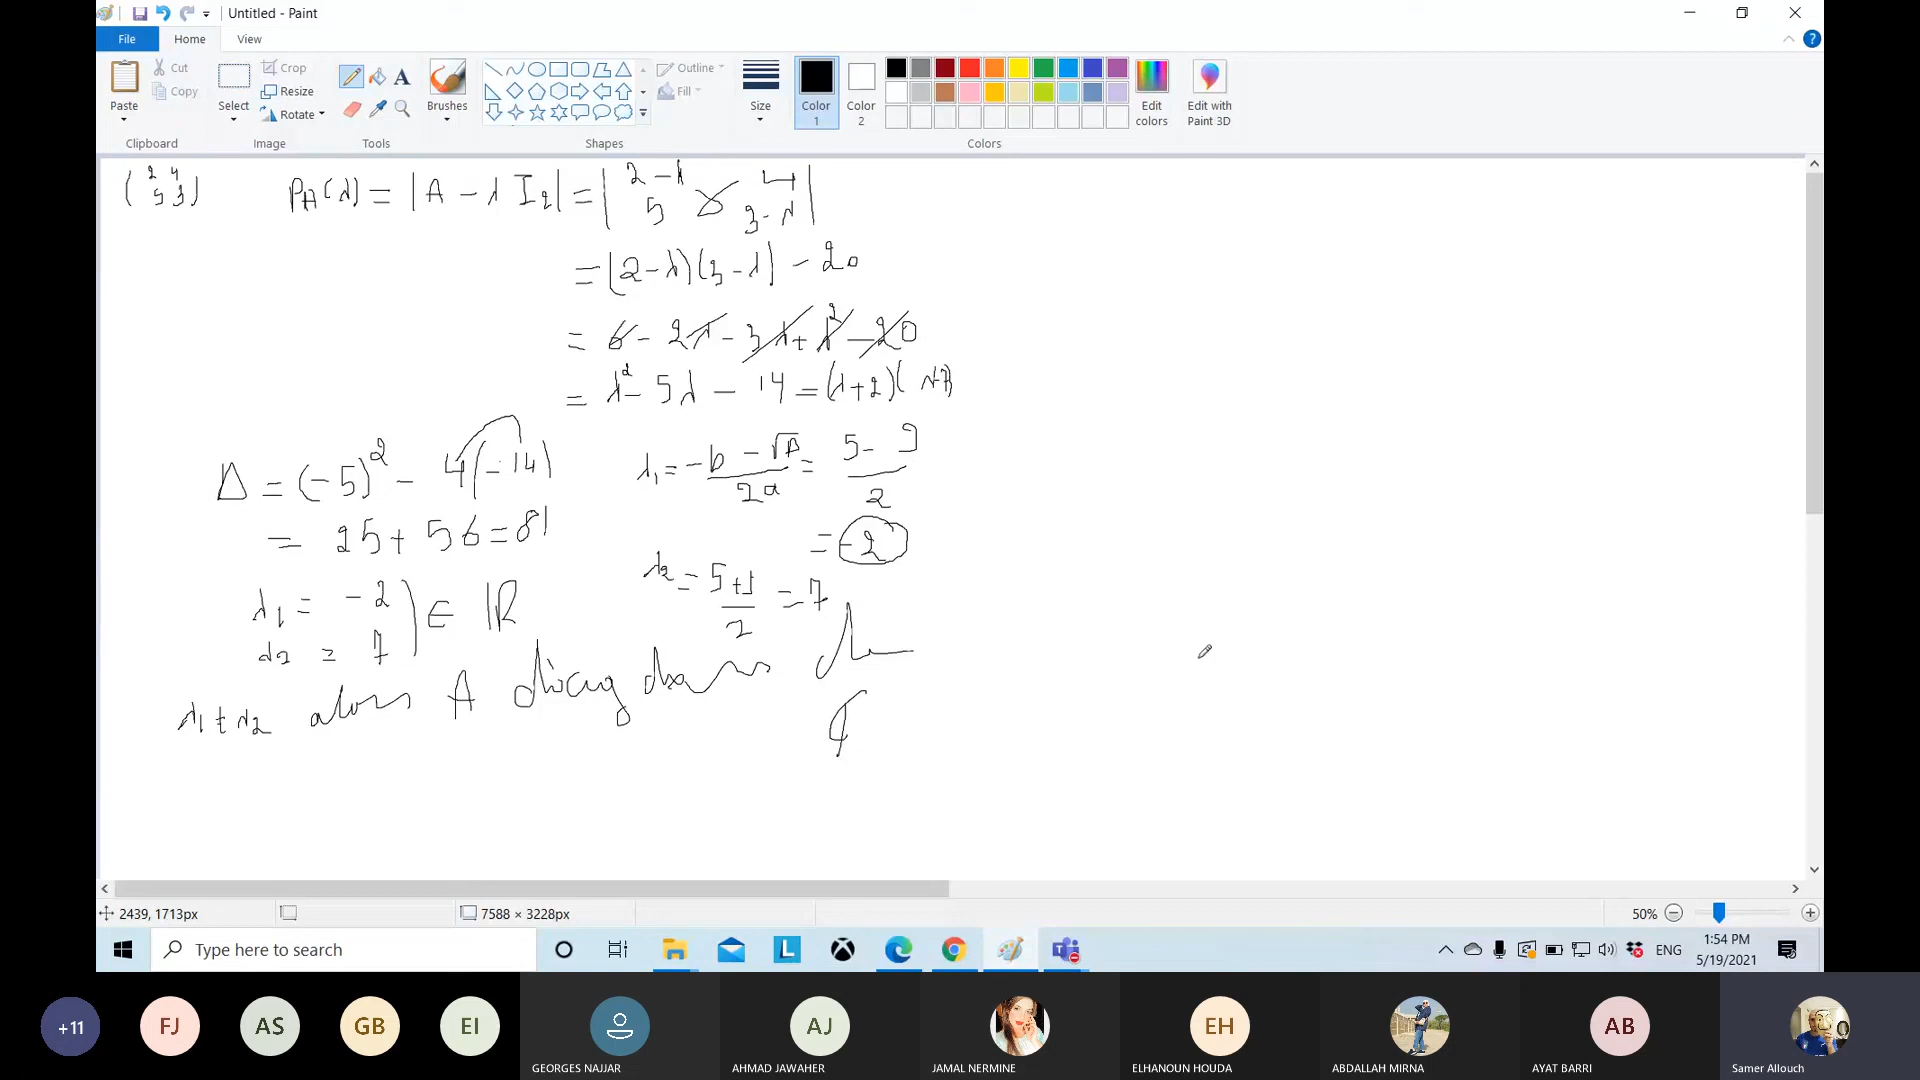 Untitled - Paint
File Home View
Paste
Cut
Copy
Clipboard
Select
Crop
Resize
Rotate
Image
Tools
Brushes
Outline
Fill
Shapes
Size
Color 1
Color 2
Edit colors
Edit with Paint 3D
Colors
( 2 4
5 3 )
PA(λ) = |A - λ I2| = | 2-λ 4
5 3-λ |
= (2-λ)(3-λ) - 20
= 6 - 2λ - 3λ + λ² - 20
= λ² - 5λ - 14 = (λ+2)(λ-7)
Δ = (-5)² - 4(-14)
= 25 + 56 = 81
λ1 = (-b - √Δ)/2a = (5 - 9)/2
= -2
λ2 = (5+9)/2 = 7
λ1 = -2
λ2 = 7 } ∈ IR
λ1 ≠ λ2 alors A diag dans IR
¢
2439, 1713px
7588 × 3228px
50%
Type here to search
ENG
1:54 PM
5/19/2021
+11
FJ
AS
GB
EI
GEORGES NAJJAR
AJ
AHMAD JAWAHER
JAMAL NERMINE
EH
ELHANOUN HOUDA
ABDALLAH MIRNA
AB
AYAT BARRI
Samer Allouch